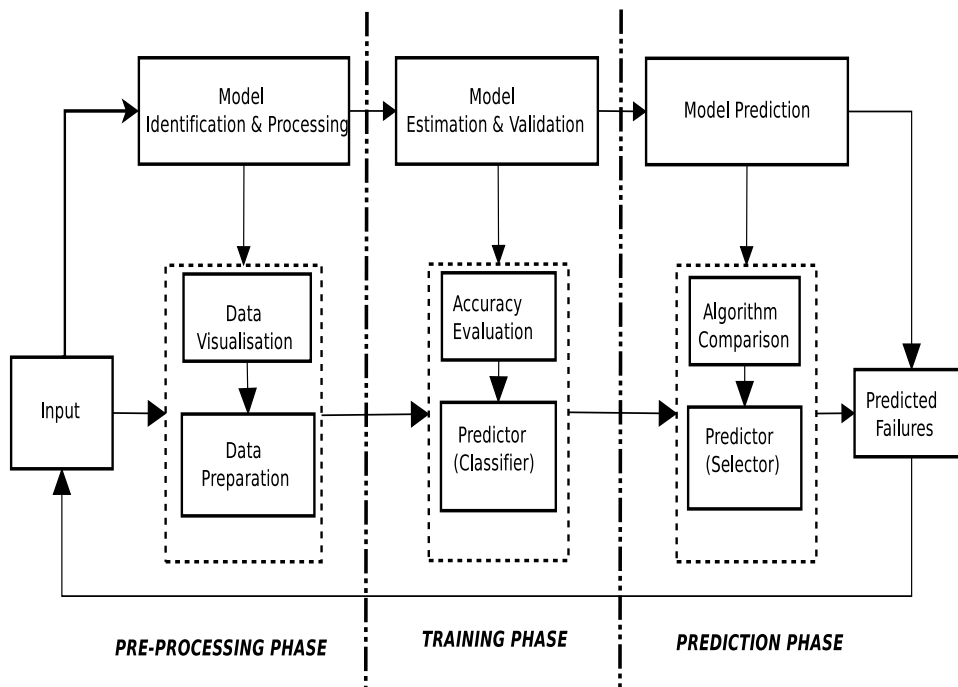 Model
Identification & Processing
Model
Estimation & Validation
Model Prediction
Data
Visualisation
Accuracy
Evaluation
Algorithm
Comparison
Input
Data
Preparation
Predictor
(Classifier)
Predictor
(Selector)
Predicted
Failures
PRE-PROCESSING PHASE
TRAINING PHASE
PREDICTION PHASE